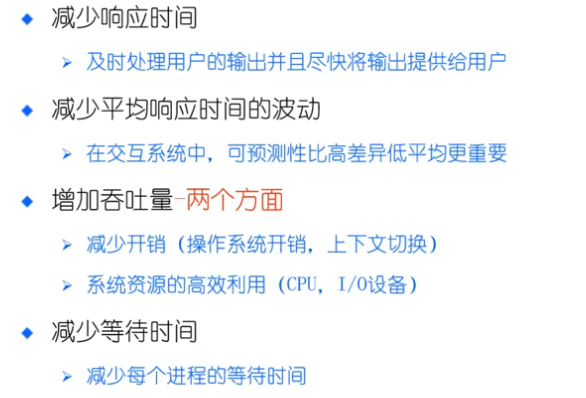 减少响应时间
及时处理用户的输出并且尽快将输出提供给用户
减少平均响应时间的波动
在交互系统中，可预测性比高差异低平均更重要
增加吞吐量-两个方面
减少开销（操作系统开销，上下文切换）
系统资源的高效利用（CPU，I/O设备）
减少等待时间
减少每个进程的等待时间